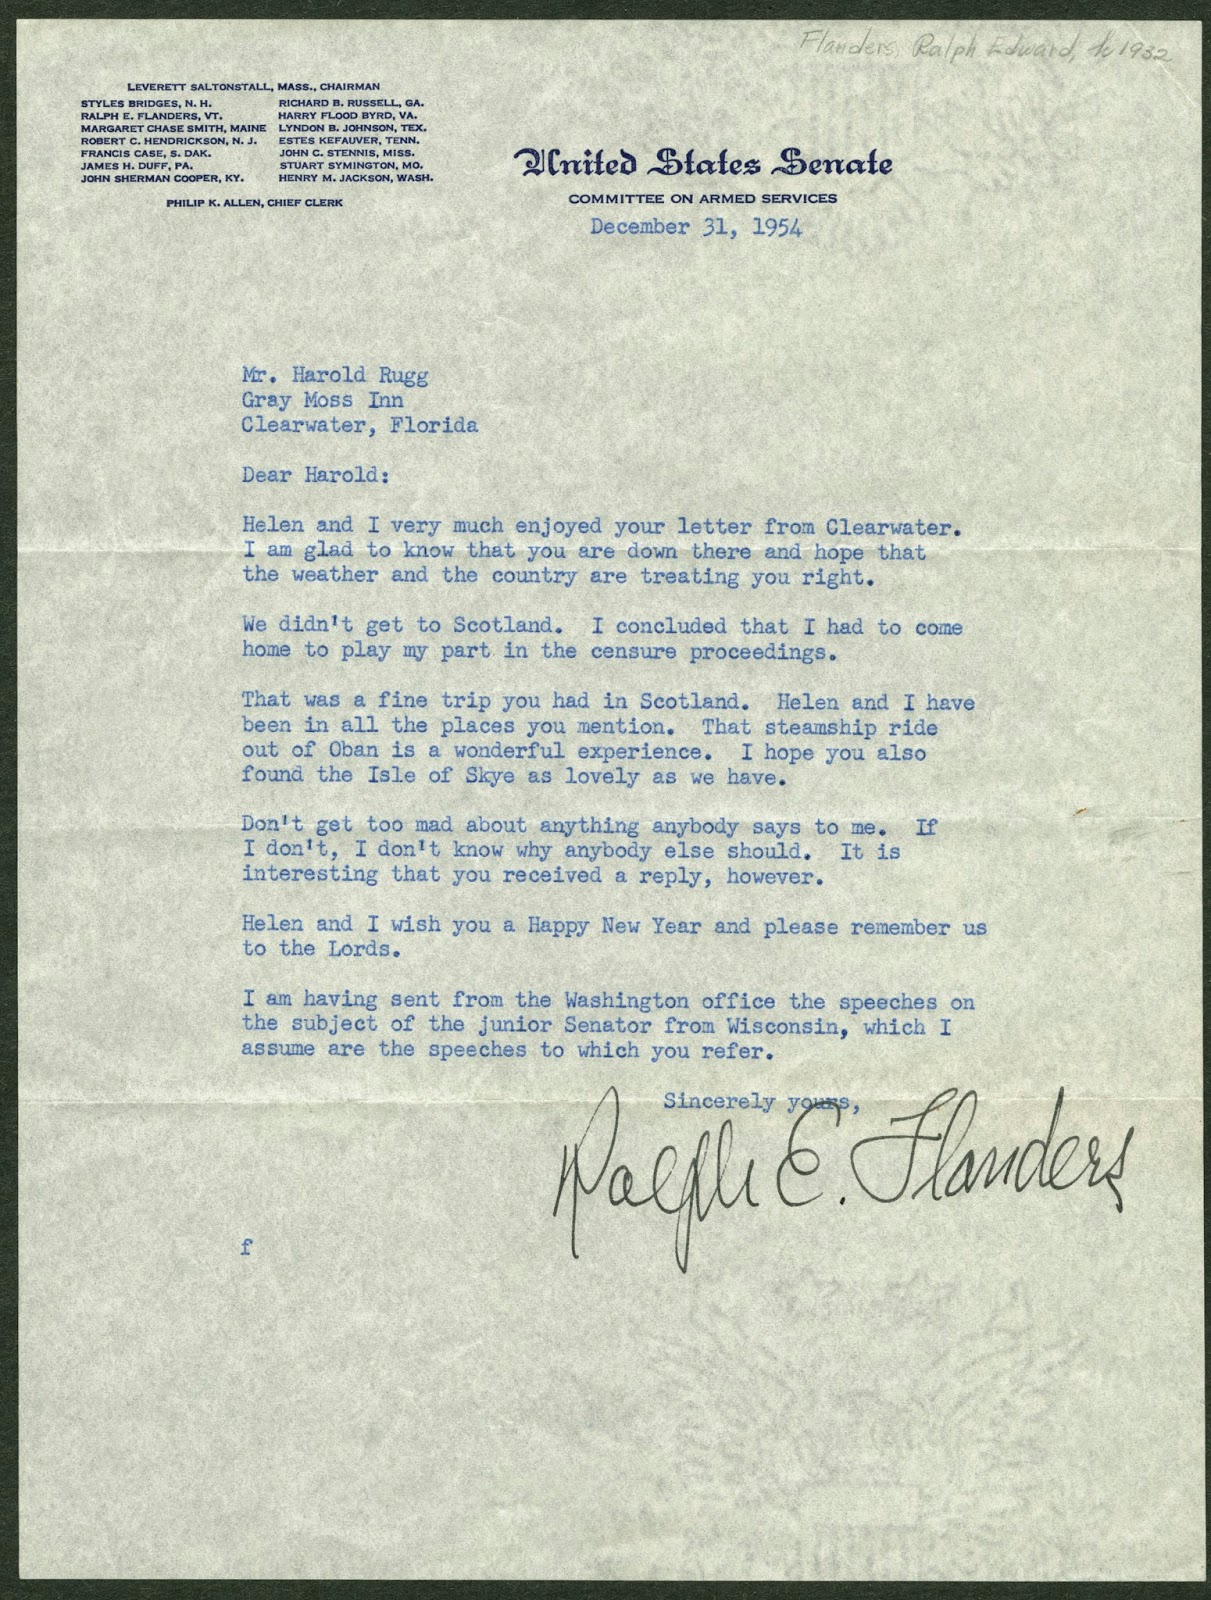 Flanders, Ralph Edward, h 1932
LEVERETT SALTONSTALL, MASS., CHAIRMAN
STYLES BRIDGES, N. H.
RALPH E. FLANDERS, VT.
MARGARET CHASE SMITH, MAINE
ROBERT C. HENDRICKSON, N. J.
FRANCIS CASE, S. DAK.
JAMES H. DUFF, PA.
JOHN SHERMAN COOPER, KY.
RICHARD B. RUSSELL, GA.
HARRY FLOOD BYRD, VA.
LYNDON B. JOHNSON, TEX.
ESTES KEFAUVER, TENN.
JOHN C. STENNIS, MISS.
STUART SYMINGTON, MO.
HENRY M. JACKSON, WASH.
PHILIP K. ALLEN, CHIEF CLERK
United States Senate
COMMITTEE ON ARMED SERVICES
December 31, 1954
Mr. Harold Rugg
Gray Moss Inn
Clearwater, Florida
Dear Harold:
Helen and I very much enjoyed your letter from Clearwater.
I am glad to know that you are down there and hope that
the weather and the country are treating you right.
We didn't get to Scotland. I concluded that I had to come
home to play my part in the censure proceedings.
That was a fine trip you had in Scotland. Helen and I have
been in all the places you mention. That steamship ride
out of Oban is a wonderful experience. I hope you also
found the Isle of Skye as lovely as we have.
Don't get too mad about anything anybody says to me. If
I don't, I don't know why anybody else should. It is
interesting that you received a reply, however.
Helen and I wish you a Happy New Year and please remember us
to the Lords.
I am having sent from the Washington office the speeches on
the subject of the junior Senator from Wisconsin, which I
assume are the speeches to which you refer.
Sincerely yours,
Ralph E. Flanders
f